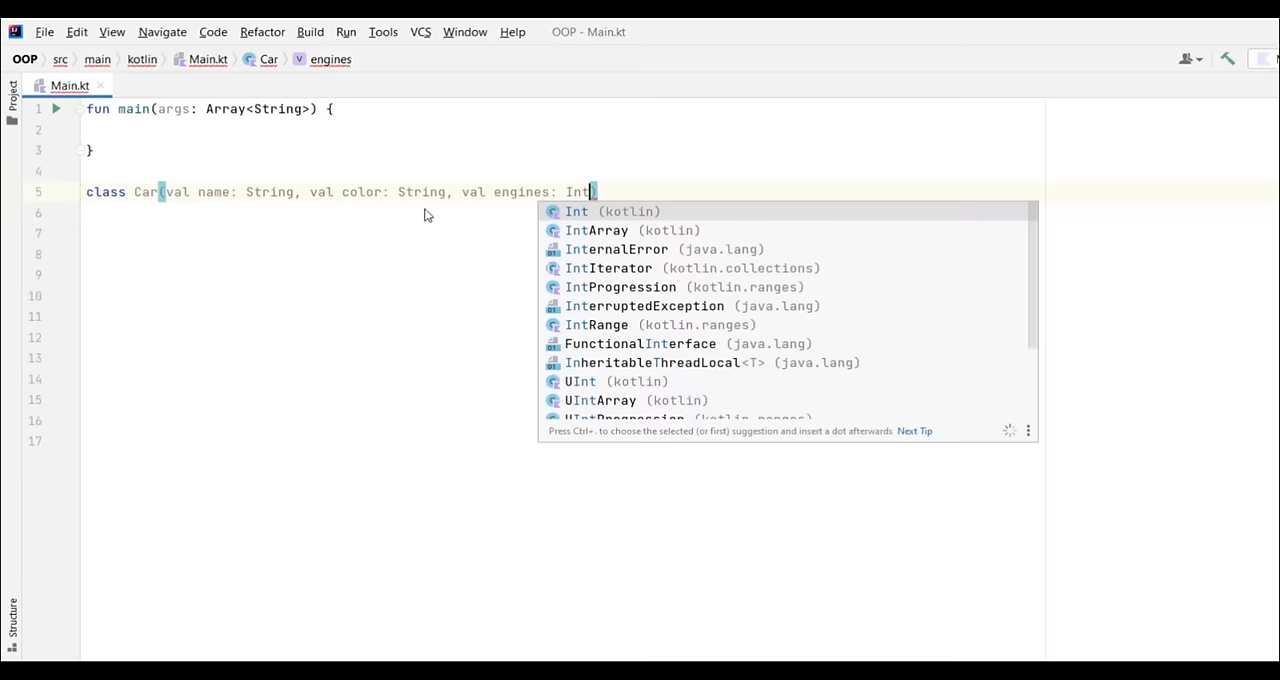 File Edit View Navigate Code Refactor Build Run Tools VCS Window Help OOP - Main.kt
OOP src main kotlin Main.kt Car V engines
Project
Main.kt
1 fun main(args: Array<String>) {
2
3 }
4
5 class Car(val name: String, val color: String, val engines: Int)
6
7
8
9
10
11
12
13
14
15
16
17
Int (kotlin)
IntArray (kotlin)
InternalError (java.lang)
IntIterator (kotlin.collections)
IntProgression (kotlin.ranges)
InterruptedException (java.lang)
IntRange (kotlin.ranges)
FunctionalInterface (java.lang)
InheritableThreadLocal<T> (java.lang)
UInt (kotlin)
UIntArray (kotlin)
UIntProgression (kotlin.ranges)
Press Ctrl+. to choose the selected (or first) suggestion and insert a dot afterwards Next Tip
Structure